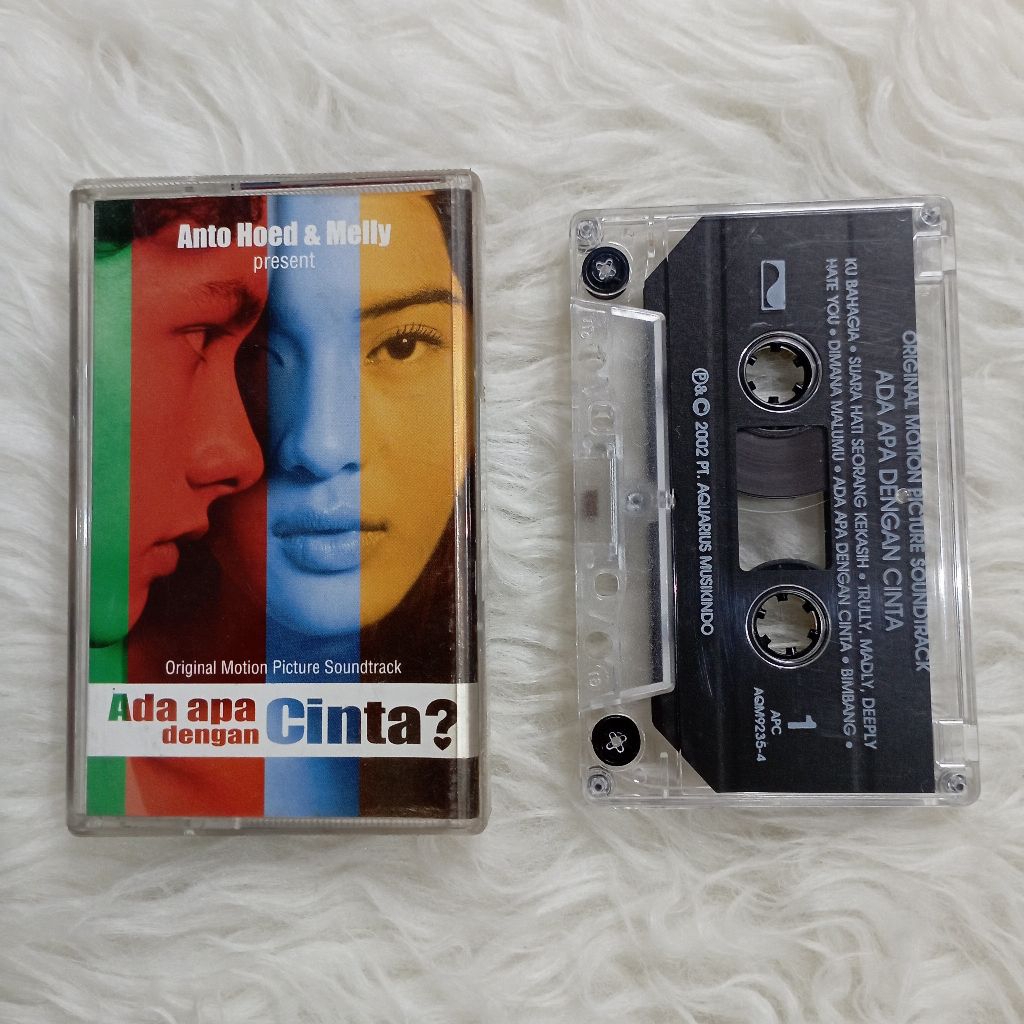 Anto Hoed & Melly
present
Original Motion Picture Soundtrack
Ada apa
dengan
Cinta?
ORIGINAL MOTION PICTURE SOUNDTRACK
ADA APA DENGAN CINTA
KU BAHAGIA • SUARA HATI SEORANG KEKASIH • TRULLY, MADLY, DEEPLY
HATE YOU • DIMANA MALUMU • ADA APA DENGAN CINTA • BIMBANG •
1
APC
AQM9235-4
℗&© 2002 PT. AQUARIUS MUSIKINDO